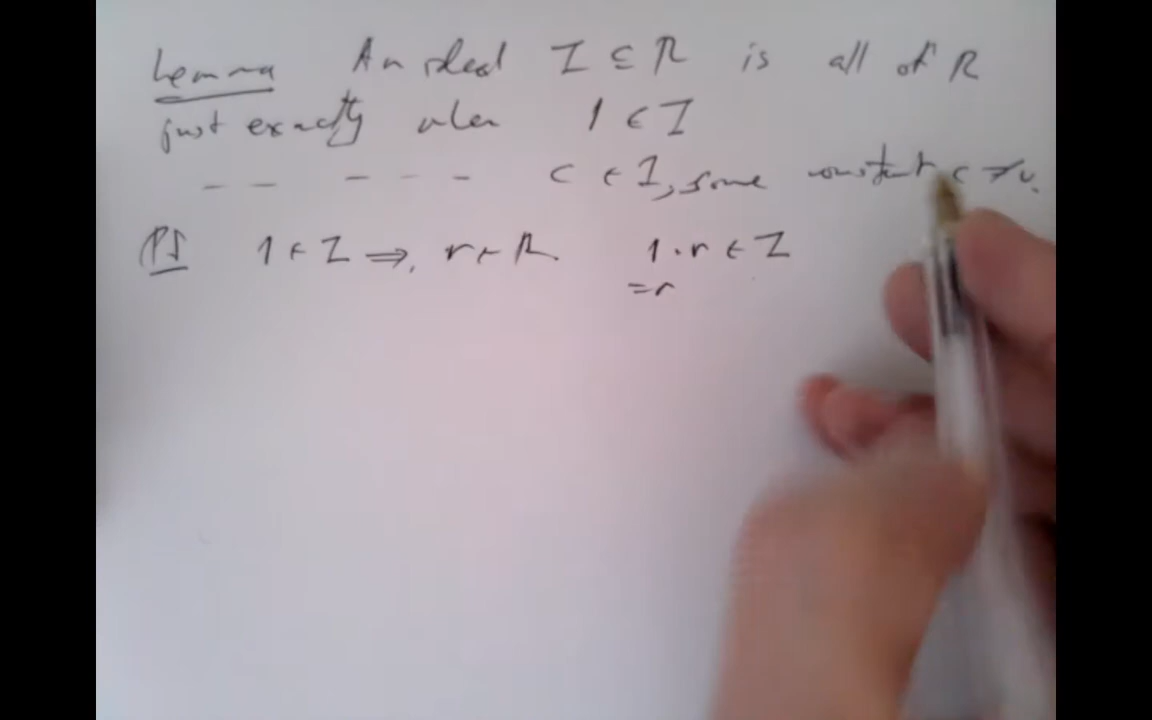 Lemma An ideal I ⊆ R is all of R
just exactly when 1 ∈ I
-- --- c ∈ I, some constant c ≠ 0.
Pf 1 ∈ I ⇒, r ∈ R 1·r ∈ I
=r